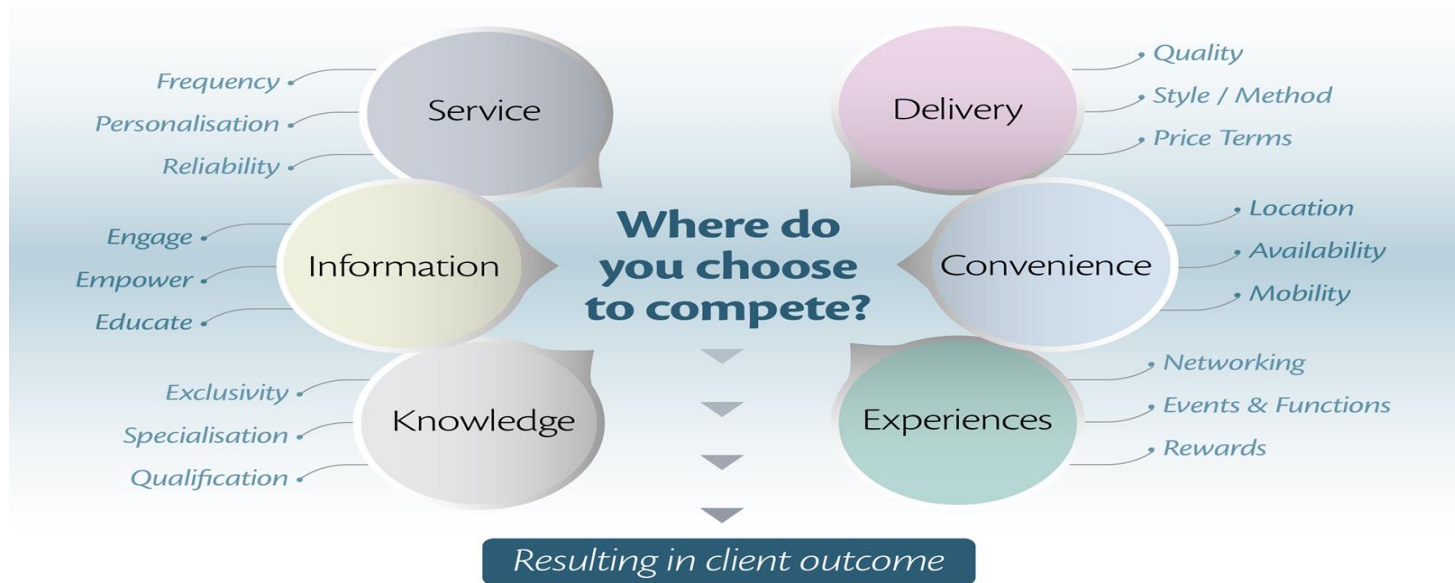 Frequency
Personalisation
Reliability
Service
Engage
Empower
Educate
Information
Exclusivity
Specialisation
Qualification
Knowledge
Where do
you choose
to compete?
Delivery
Quality
Style / Method
Price Terms
Convenience
Location
Availability
Mobility
Experiences
Networking
Events & Functions
Rewards
Resulting in client outcome